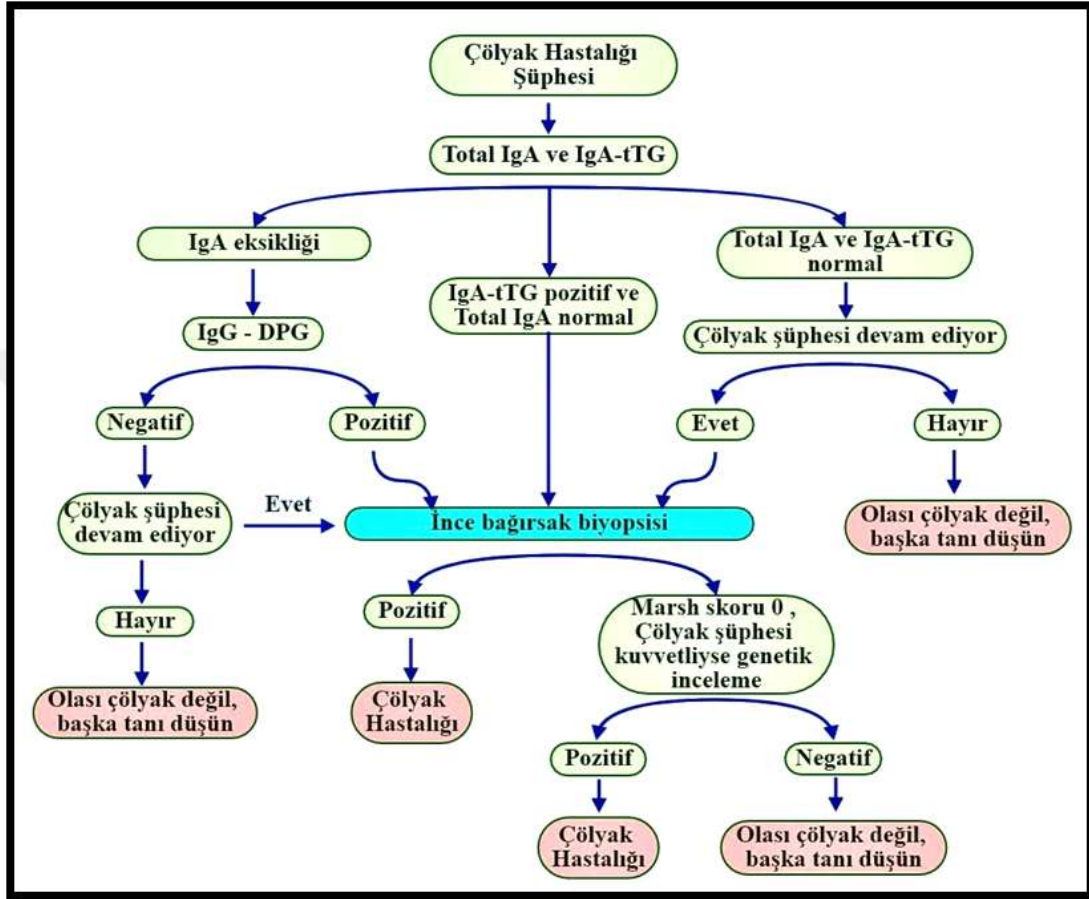 Çölyak Hastalığı
Şüphesi
Total IgA ve IgA-tTG
IgA eksikliği
IgA-tTG pozitif ve
Total IgA normal
Total IgA ve IgA-tTG
normal
IgG - DPG
Çölyak şüphesi devam ediyor
Negatif
Pozitif
Evet
Hayır
Çölyak şüphesi
devam ediyor
Evet
İnce bağırsak biyopsisi
Olası çölyak değil,
başka tanı düşün
Hayır
Pozitif
Marsh skoru 0 ,
Çölyak şüphesi
kuvvetliyse genetik
inceleme
Olası çölyak değil,
başka tanı düşün
Çölyak
Hastalığı
Pozitif
Negatif
Çölyak
Hastalığı
Olası çölyak değil,
başka tanı düşün